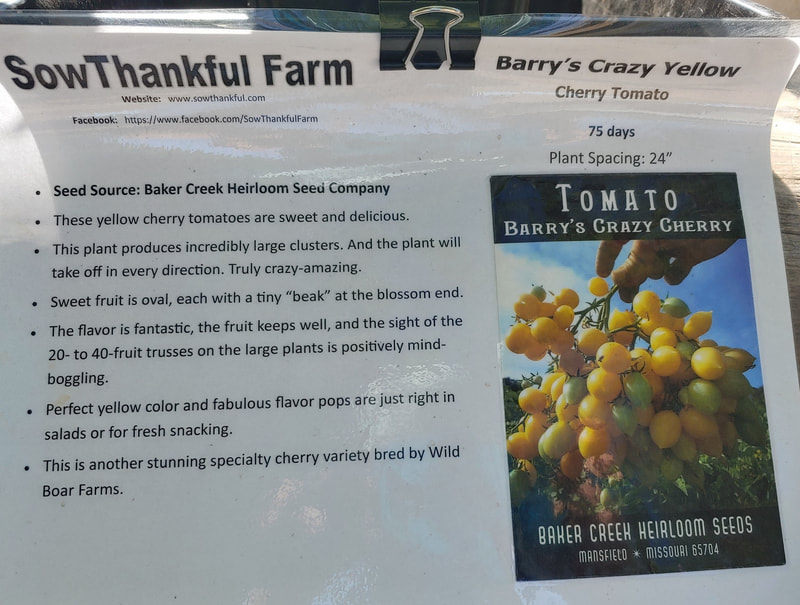 SowThankful Farm
Website: www.sowthankful.com
Facebook: https://www.facebook.com/SowThankfulFarm
Barry's Crazy Yellow
Cherry Tomato
75 days
Plant Spacing: 24"
• Seed Source: Baker Creek Heirloom Seed Company
• These yellow cherry tomatoes are sweet and delicious.
• This plant produces incredibly large clusters. And the plant will
take off in every direction. Truly crazy-amazing.
• Sweet fruit is oval, each with a tiny "beak" at the blossom end.
• The flavor is fantastic, the fruit keeps well, and the sight of the
20- to 40-fruit trusses on the large plants is positively mind-
boggling.
• Perfect yellow color and fabulous flavor pops are just right in
salads or for fresh snacking.
• This is another stunning specialty cherry variety bred by Wild
Boar Farms.
TOMATO
BARRY'S CRAZY CHERRY
BAKER CREEK HEIRLOOM SEEDS
MANSFIELD ✶ MISSOURI 65704